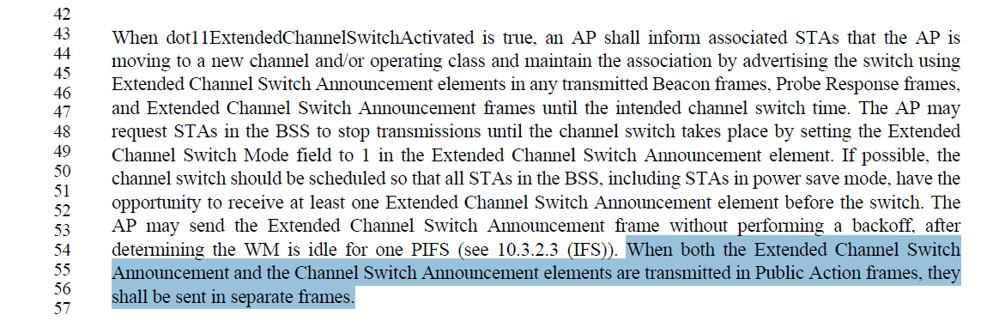 42
43 When dot11ExtendedChannelSwitchActivated is true, an AP shall inform associated STAs that the AP is
44 moving to a new channel and/or operating class and maintain the association by advertising the switch using
45 Extended Channel Switch Announcement elements in any transmitted Beacon frames, Probe Response frames,
46 and Extended Channel Switch Announcement frames until the intended channel switch time. The AP may
47 request STAs in the BSS to stop transmissions until the channel switch takes place by setting the Extended
48 Channel Switch Mode field to 1 in the Extended Channel Switch Announcement element. If possible, the
49 channel switch should be scheduled so that all STAs in the BSS, including STAs in power save mode, have the
50 opportunity to receive at least one Extended Channel Switch Announcement element before the switch. The
51 AP may send the Extended Channel Switch Announcement frame without performing a backoff, after
52 determining the WM is idle for one PIFS (see 10.3.2.3 (IFS)). When both the Extended Channel Switch
53 Announcement and the Channel Switch Announcement elements are transmitted in Public Action frames, they
54 shall be sent in separate frames.
55
56
57